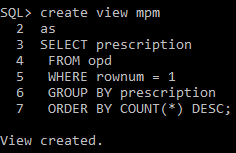 SQL> create view mpm
2 as
3 SELECT prescription
4 FROM opd
5 WHERE rownum = 1
6 GROUP BY prescription
7 ORDER BY COUNT(*) DESC;
View created.